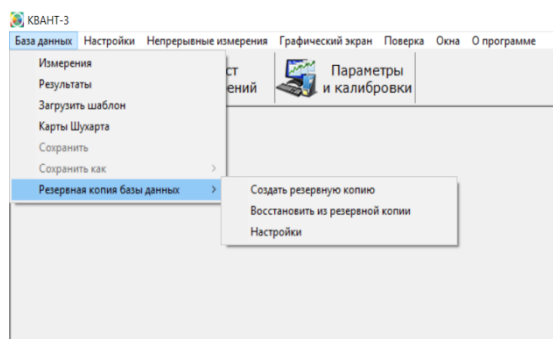 КВАНТ-3
База данных Настройки Непрерывные измерения Графический экран Поверка Окна О программе
Измерения
Результаты
Загрузить шаблон
Карты Шухарта
Сохранить
Сохранить как
Резервная копия базы данных
Создать резервную копию
Восстановить из резервной копии
Настройки
Параметры
и калибровки